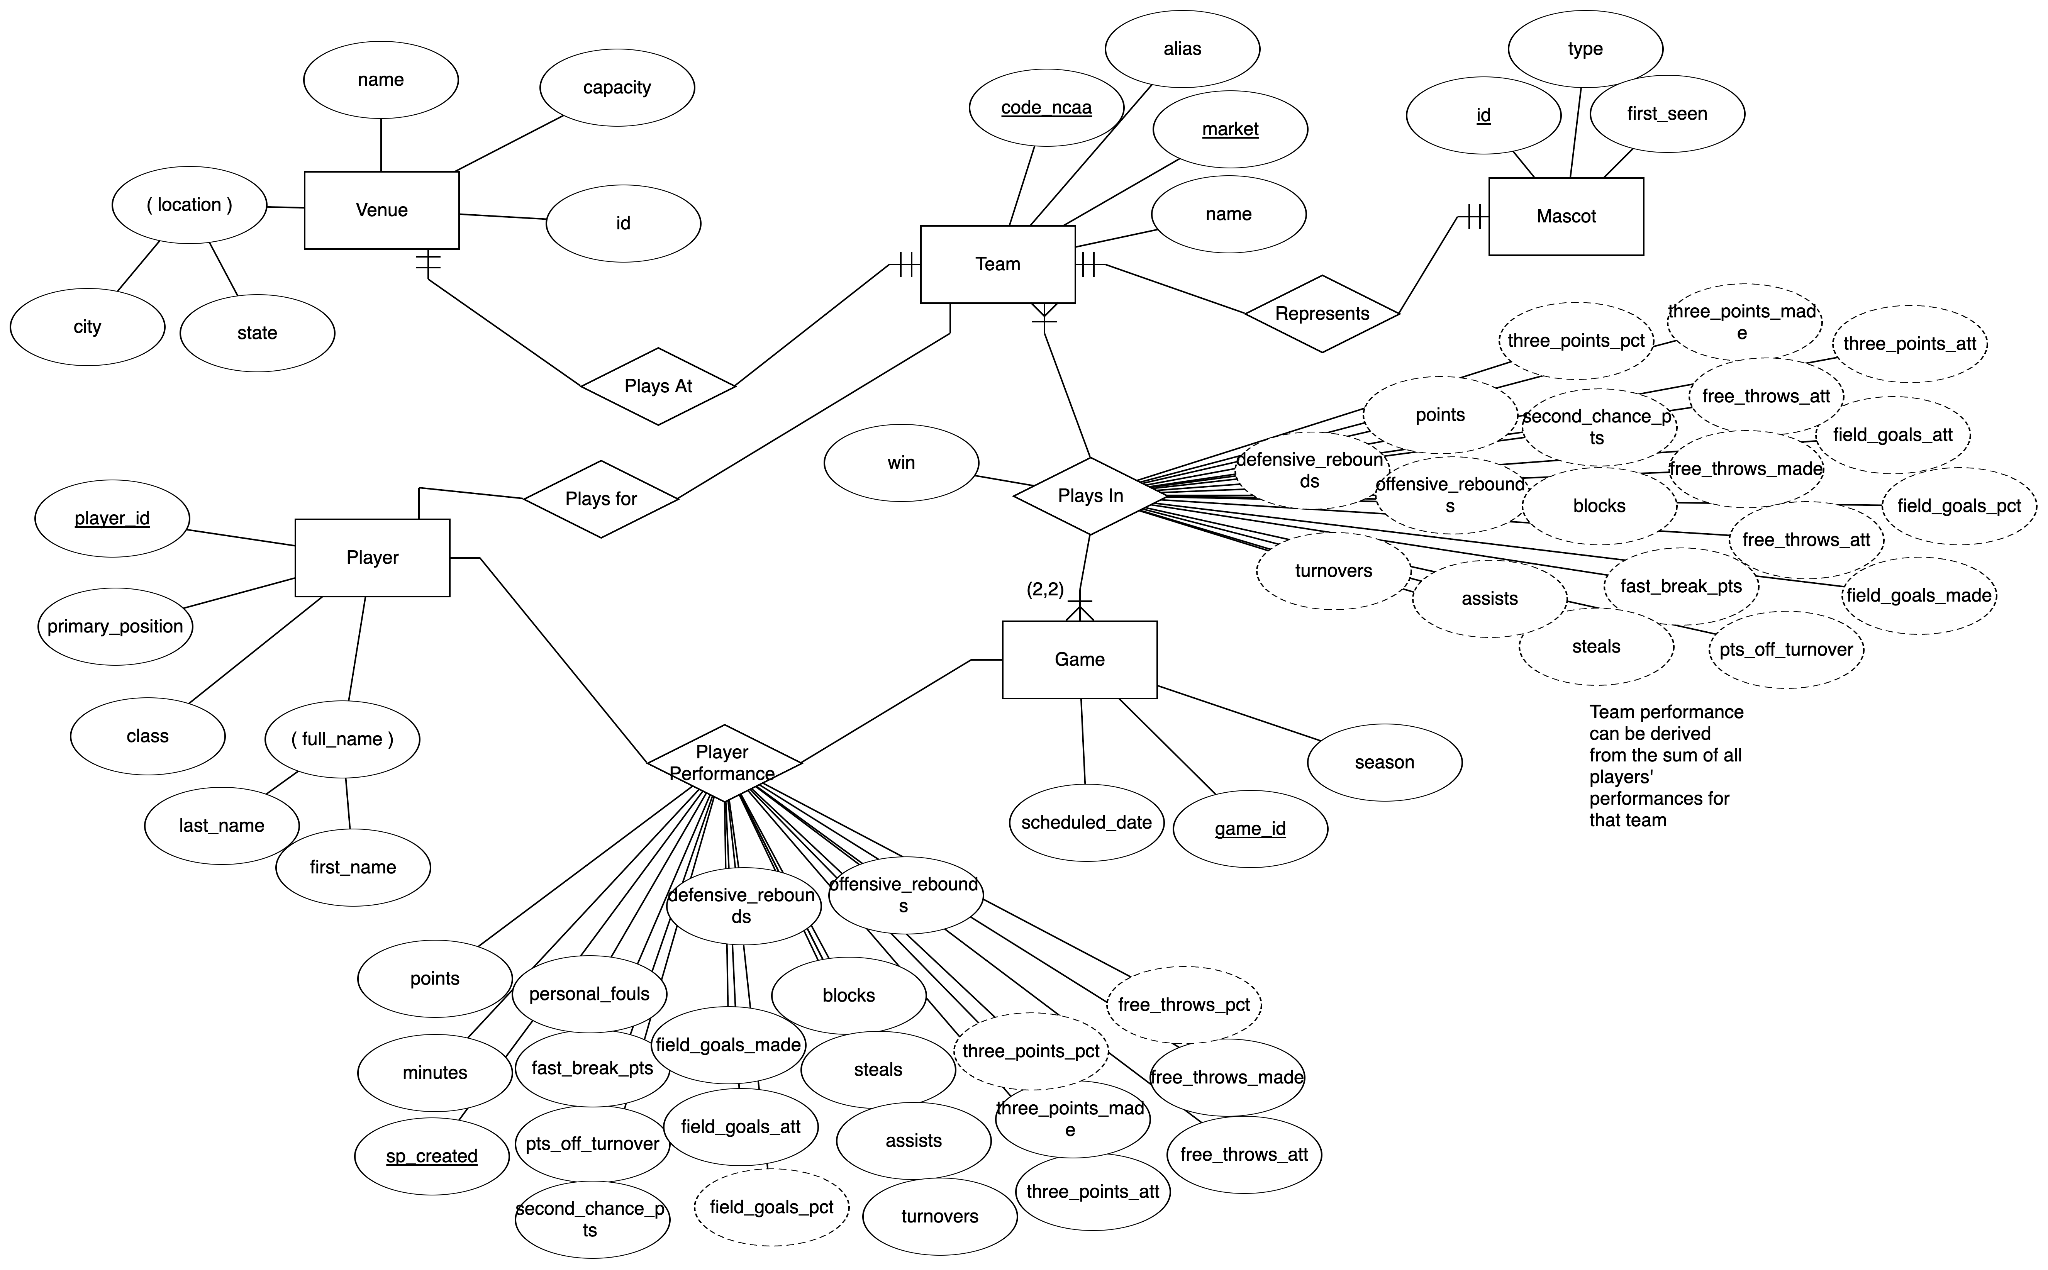 alias
type
name
capacity
code_ncaa
market
id
first_seen
( location )
Venue
id
name
Team
Mascot
city
state
Represents
three_points_pct
three_points_mad
e
three_points_att
Plays At
points
second_chance_p
ts
free_throws_att
field_goals_att
win
defensive_reboun
ds
offensive_rebound
s
free_throws_made
blocks
field_goals_pct
Plays for
Plays In
player_id
Player
free_throws_att
turnovers
assists
fast_break_pts
field_goals_made
(2,2)
primary_position
Game
steals
pts_off_turnover
class
( full_name )
Player
Performance
season
Team performance
can be derived
from the sum of all
players'
performances for
that team
last_name
first_name
scheduled_date
game_id
defensive_reboun
ds
offensive_rebound
s
points
personal_fouls
blocks
free_throws_pct
minutes
fast_break_pts
field_goals_made
steals
three_points_pct
free_throws_made
sp_created
pts_off_turnover
field_goals_att
assists
three_points_mad
e
free_throws_att
second_chance_p
ts
field_goals_pct
turnovers
three_points_att